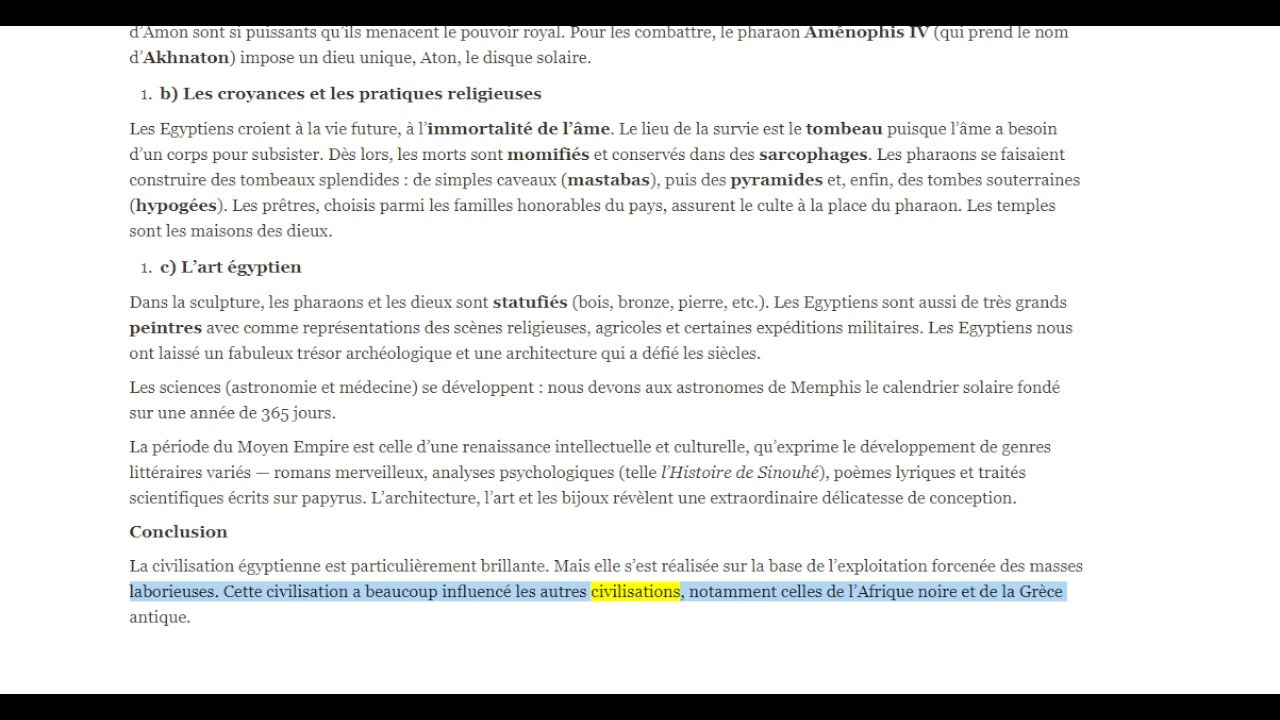 d'Amon sont si puissants qu'ils menacent le pouvoir royal. Pour les combattre, le pharaon Aménophis IV (qui prend le nom
d'Akhnaton) impose un dieu unique, Aton, le disque solaire.
1. b) Les croyances et les pratiques religieuses
Les Egyptiens croient à la vie future, à l'immortalité de l'âme. Le lieu de la survie est le tombeau puisque l'âme a besoin
d'un corps pour subsister. Dès lors, les morts sont momifiés et conservés dans des sarcophages. Les pharaons se faisaient
construire des tombeaux splendides : de simples caveaux (mastabas), puis des pyramides et, enfin, des tombes souterraines
(hypogées). Les prêtres, choisis parmi les familles honorables du pays, assurent le culte à la place du pharaon. Les temples
sont les maisons des dieux.
1. c) L'art égyptien
Dans la sculpture, les pharaons et les dieux sont statufiés (bois, bronze, pierre, etc.). Les Egyptiens sont aussi de très grands
peintres avec comme représentations des scènes religieuses, agricoles et certaines expéditions militaires. Les Egyptiens nous
ont laissé un fabuleux trésor archéologique et une architecture qui a défié les siècles.
Les sciences (astronomie et médecine) se développent : nous devons aux astronomes de Memphis le calendrier solaire fondé
sur une année de 365 jours.
La période du Moyen Empire est celle d'une renaissance intellectuelle et culturelle, qu'exprime le développement de genres
littéraires variés — romans merveilleux, analyses psychologiques (telle l'Histoire de Sinouhé), poèmes lyriques et traités
scientifiques écrits sur papyrus. L'architecture, l'art et les bijoux révèlent une extraordinaire délicatesse de conception.
Conclusion
La civilisation égyptienne est particulièrement brillante. Mais elle s'est réalisée sur la base de l'exploitation forcenée des masses
laborieuses. Cette civilisation a beaucoup influencé les autres civilisations, notamment celles de l'Afrique noire et de la Grèce
antique.